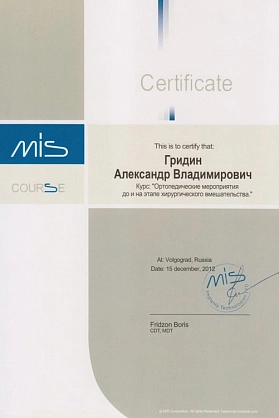 Certificate
This is to certify that:
Гридин
Александр Владимирович
Курс: "Ортопедические мероприятия
до и на этапе хирургического вмешательства."
mis
COURSE
At: Volgograd, Russia
Date: 15 december, 2012
mis
Fridzon Boris
CDT, MDT